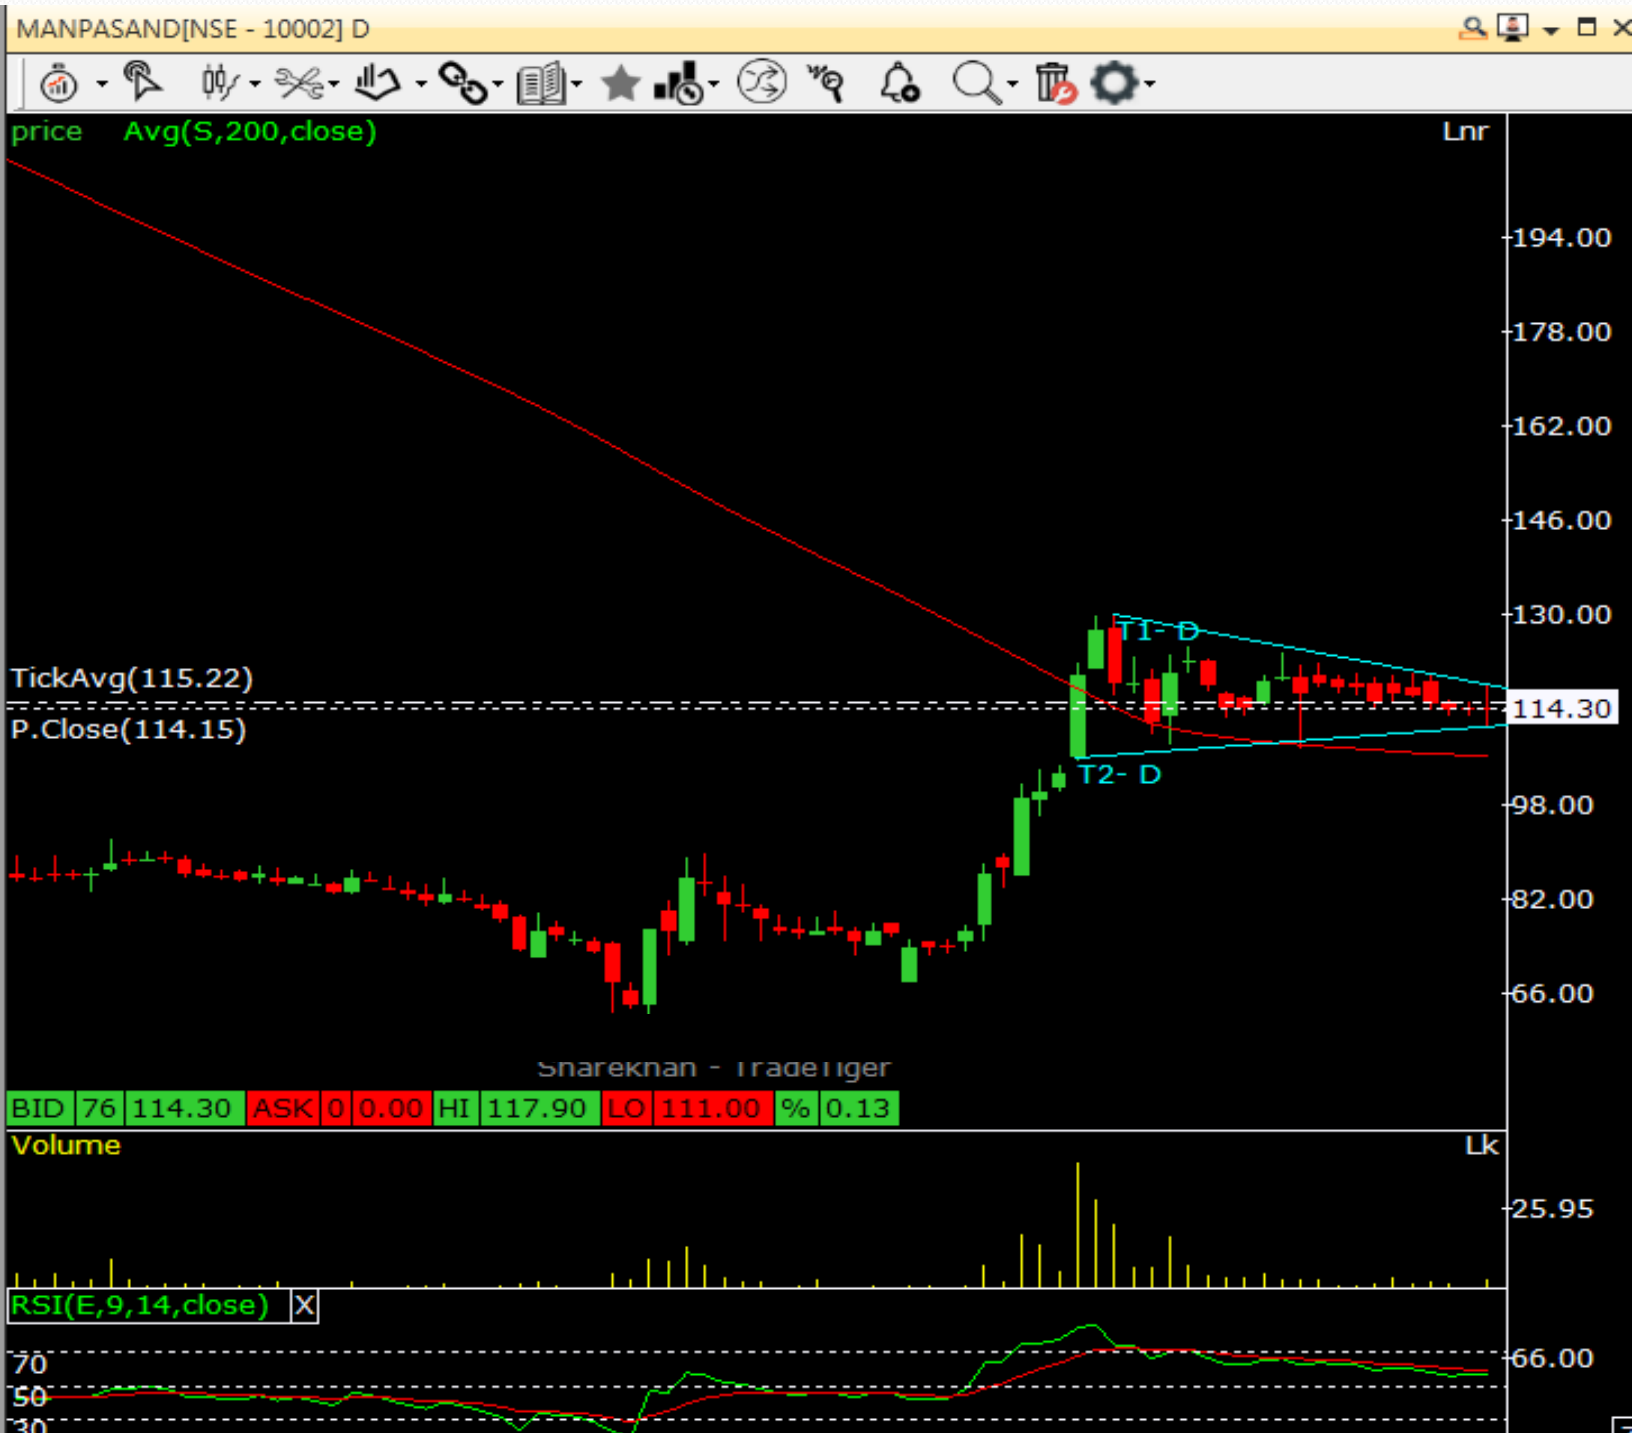 MANPASAND[NSE - 10002] D
price Avg(S,200,close) Lnr
194.00
178.00
162.00
146.00
130.00
T1- D
TickAvg(115.22)
114.30
P.Close(114.15)
T2- D
98.00
82.00
66.00
Sharekhan - TradeTiger
BID 76 114.30 ASK 0 0.00 HI 117.90 LO 111.00 % 0.13
Volume Lk
25.95
RSI(E,9,14,close) X
70 66.00
50
30